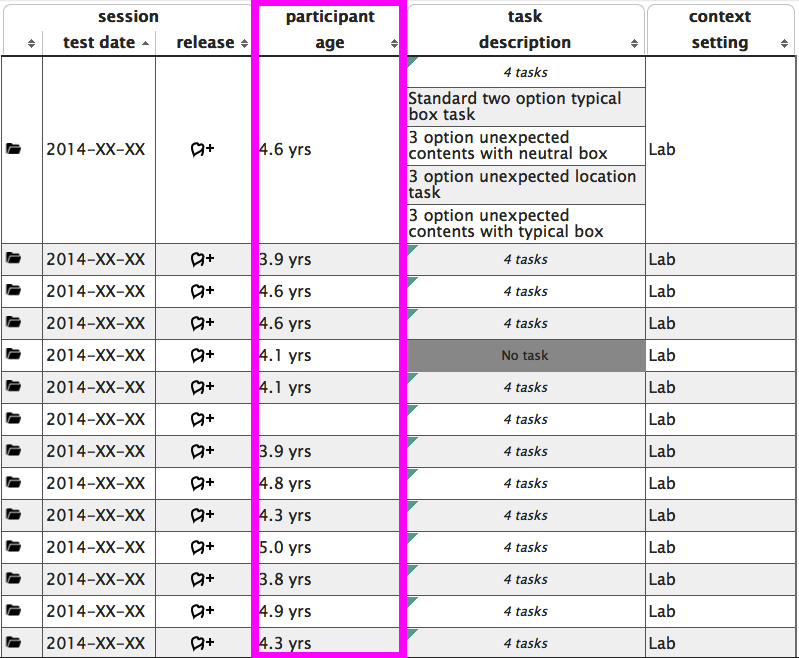 session participant task context
test date release age description setting
4 tasks
Standard two option typical
box task
3 option unexpected
contents with neutral box
2014-XX-XX + 4.6 yrs Lab
3 option unexpected location
task
3 option unexpected
contents with typical box
2014-XX-XX + 3.9 yrs 4 tasks Lab
2014-XX-XX + 4.6 yrs 4 tasks Lab
2014-XX-XX + 4.6 yrs 4 tasks Lab
2014-XX-XX + 4.1 yrs No task Lab
2014-XX-XX + 4.1 yrs 4 tasks Lab
2014-XX-XX + 4 tasks Lab
2014-XX-XX + 3.9 yrs 4 tasks Lab
2014-XX-XX + 4.8 yrs 4 tasks Lab
2014-XX-XX + 4.3 yrs 4 tasks Lab
2014-XX-XX + 5.0 yrs 4 tasks Lab
2014-XX-XX + 3.8 yrs 4 tasks Lab
2014-XX-XX + 4.9 yrs 4 tasks Lab
2014-XX-XX + 4.3 yrs 4 tasks Lab